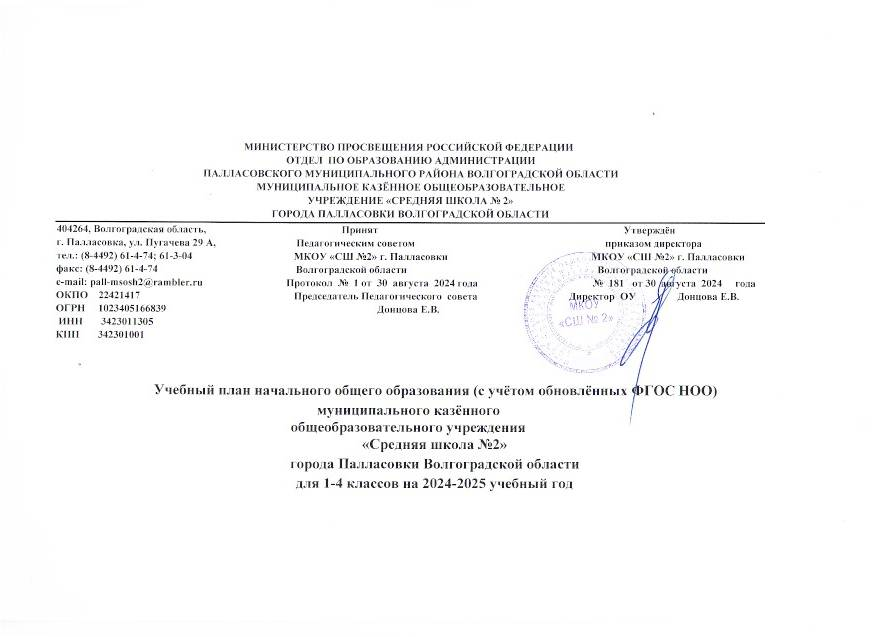 МИНИСТЕРСТВО ПРОСВЕЩЕНИЯ РОССИЙСКОЙ ФЕДЕРАЦИИ
ОТДЕЛ ПО ОБРАЗОВАНИЮ АДМИНИСТРАЦИИ
ПАЛЛАСОВСКОГО МУНИЦИПАЛЬНОГО РАЙОНА ВОЛГОГРАДСКОЙ ОБЛАСТИ
МУНИЦИПАЛЬНОЕ КАЗЁННОЕ ОБЩЕОБРАЗОВАТЕЛЬНОЕ
УЧРЕЖДЕНИЕ «СРЕДНЯЯ ШКОЛА № 2»
ГОРОДА ПАЛЛАСОВКИ ВОЛГОГРАДСКОЙ ОБЛАСТИ
404264, Волгоградская область,
г. Палласовка, ул. Пугачева 29 А,
тел.: (8-4492) 61-4-74; 61-3-04
факс: (8-4492) 61-4-74
e-mail: pall-msosh2@rambler.ru
ОКПО 22421417
ОГРН 1023405166839
ИНН 3423011305
КПП 342301001
Принят
Педагогическим советом
МКОУ «СШ №2» г. Палласовки
Волгоградской области
Протокол № 1 от 30 августа 2024 года
Председатель Педагогического совета
Донцова Е.В.
Утверждён
приказом директора
МКОУ «СШ №2» г. Палласовки
Волгоградской области
№ 181 от 30 августа 2024 года
Директор ОУ Донцова Е.В.
МКОУ
«СШ № 2»
Учебный план начального общего образования (с учётом обновлённых ФГОС НОО)
муниципального казённого
общеобразовательного учреждения
«Средняя школа №2»
города Палласовки Волгоградской области
для 1-4 классов на 2024-2025 учебный год